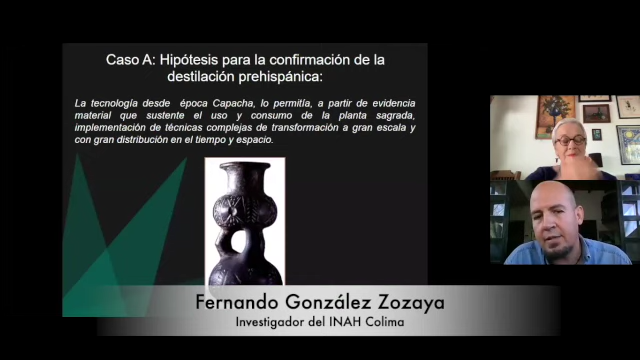 Caso A: Hipótesis para la confirmación de la
destilación prehispánica:
La tecnología desde época Capacha, lo permitía, a partir de evidencia
material que sustente el uso y consumo de la planta sagrada,
implementación de técnicas complejas de transformación a gran escala y
con gran distribución en el tiempo y espacio.
Fernando González Zozaya
Investigador del INAH Colima